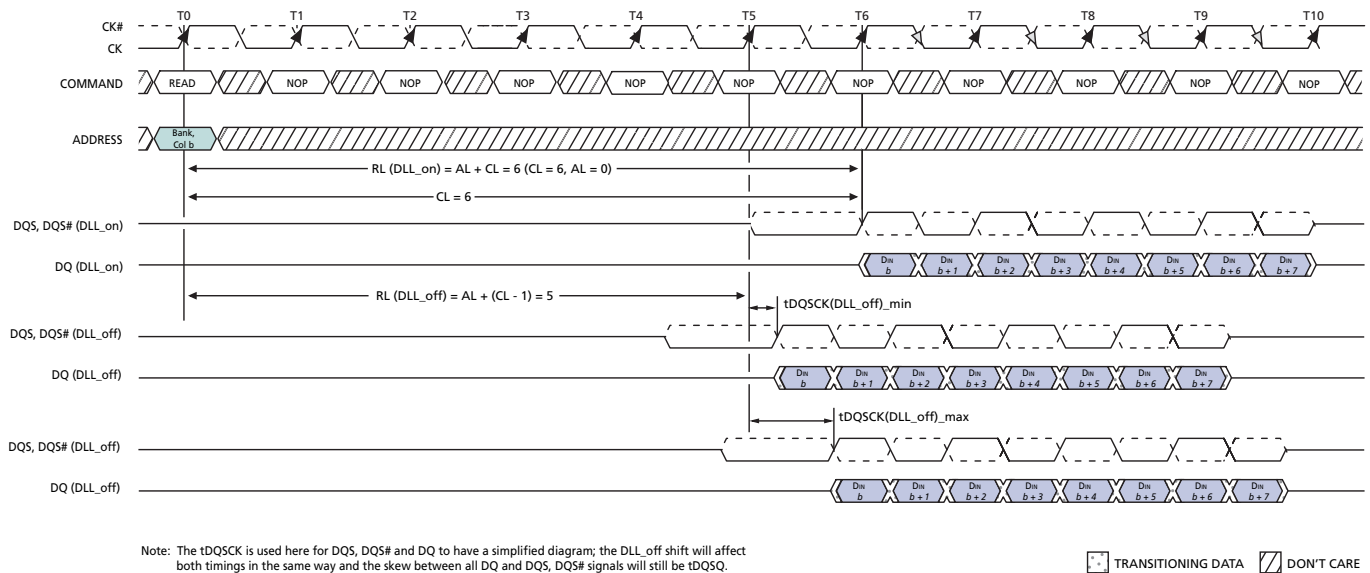 T0 T1 T2 T3 T4 T5 T6 T7 T8 T9 T10
CK#
CK
COMMAND READ NOP NOP NOP NOP NOP NOP NOP NOP NOP NOP
ADDRESS Bank,
Col b
RL (DLL_on) = AL + CL = 6 (CL = 6, AL = 0)
CL = 6
DQS, DQS# (DLL_on)
DQ (DLL_on) DIN DIN DIN DIN DIN DIN DIN DIN
b b + 1 b + 2 b + 3 b + 4 b + 5 b + 6 b + 7
RL (DLL_off) = AL + (CL - 1) = 5 tDQSCK(DLL_off)_min
DQS, DQS# (DLL_off)
DQ (DLL_off) DIN DIN DIN DIN DIN DIN DIN DIN
b b + 1 b + 2 b + 3 b + 4 b + 5 b + 6 b + 7
tDQSCK(DLL_off)_max
DQS, DQS# (DLL_off)
DQ (DLL_off) DIN DIN DIN DIN DIN DIN DIN DIN
b b + 1 b + 2 b + 3 b + 4 b + 5 b + 6 b + 7
Note: The tDQSCK is used here for DQS, DQS# and DQ to have a simplified diagram; the DLL_off shift will affect
both timings in the same way and the skew between all DQ and DQS, DQS# signals will still be tDQSQ.
TRANSITIONING DATA DON'T CARE